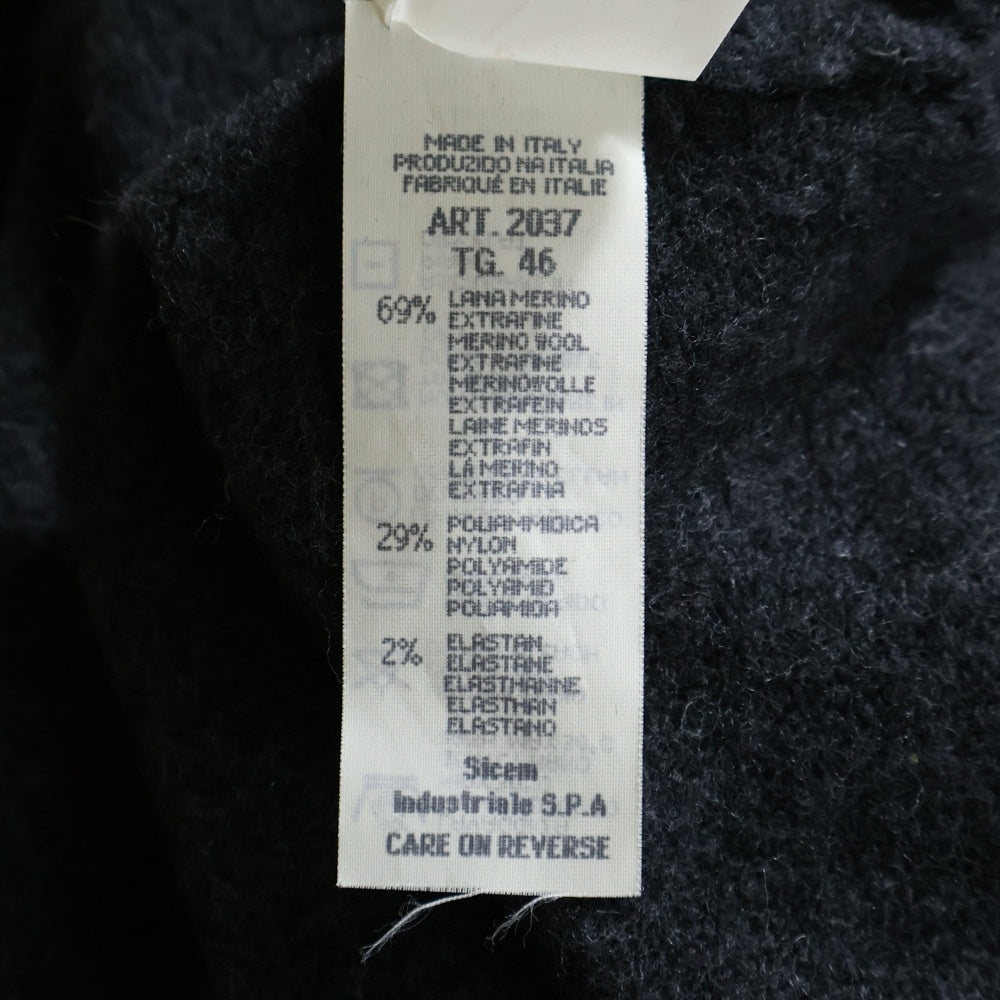 MADE IN ITALY
PRODUZIDO NA ITALIA
FABRIQUÉ EN ITALIE
ART. 2037
TG. 46
69% LANA MERINO
EXTRAFINE
MERINO WOOL
EXTRAFINE
MERINOWOLLE
EXTRAFEIN
LAINE MERINOS
EXTRAFIN
LÃ MERINO
EXTRAFINA
29% POLIAMMIDICA
NYLON
POLYAMIDE
POLYAMID
POLIAMIDA
2% ELASTAN
ELASTANE
ELASTHANNE
ELASTHAN
ELASTANO
Sicem
Industriale S.P.A
CARE ON REVERSE